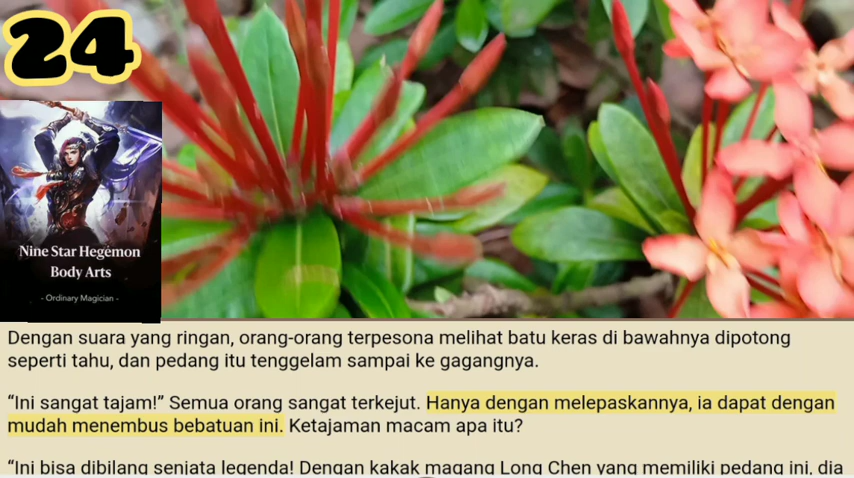 24
Nine Star Hegemon
Body Arts
- Ordinary Magician -
Dengan suara yang ringan, orang-orang terpesona melihat batu keras di bawahnya dipotong
seperti tahu, dan pedang itu tenggelam sampai ke gagangnya.
“Ini sangat tajam!” Semua orang sangat terkejut. Hanya dengan melepaskannya, ia dapat dengan
mudah menembus bebatuan ini. Ketajaman macam apa itu?
“Ini bisa dibilang senjata legenda! Dengan kakak magang Long Chen yang memiliki pedang ini, dia